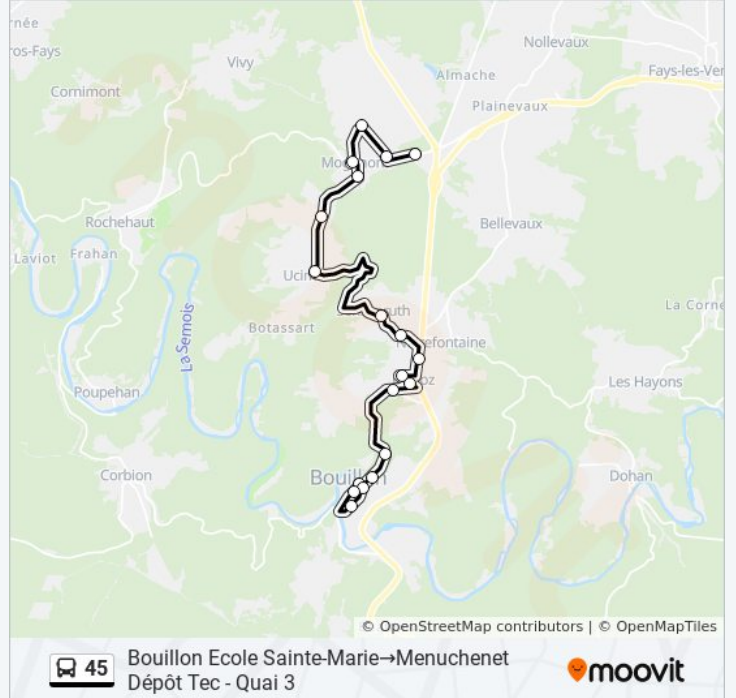 rnée
ros-Fays
Vivy
Nollevaux
Almache
Fays-les-Ver
Cornimont
Plainevaux
Rochehaut
Bellevaux
Laviot
Frahan
Ucim
La Corne
La Semois
Botassart
Les Hayons
Poupehan
Bouillon
Corbion
Dohan
© OpenStreetMap contributors | © OpenMapTiles
45
Bouillon Ecole Sainte-Marie→Menuchenet
Dépôt Tec - Quai 3
moovit